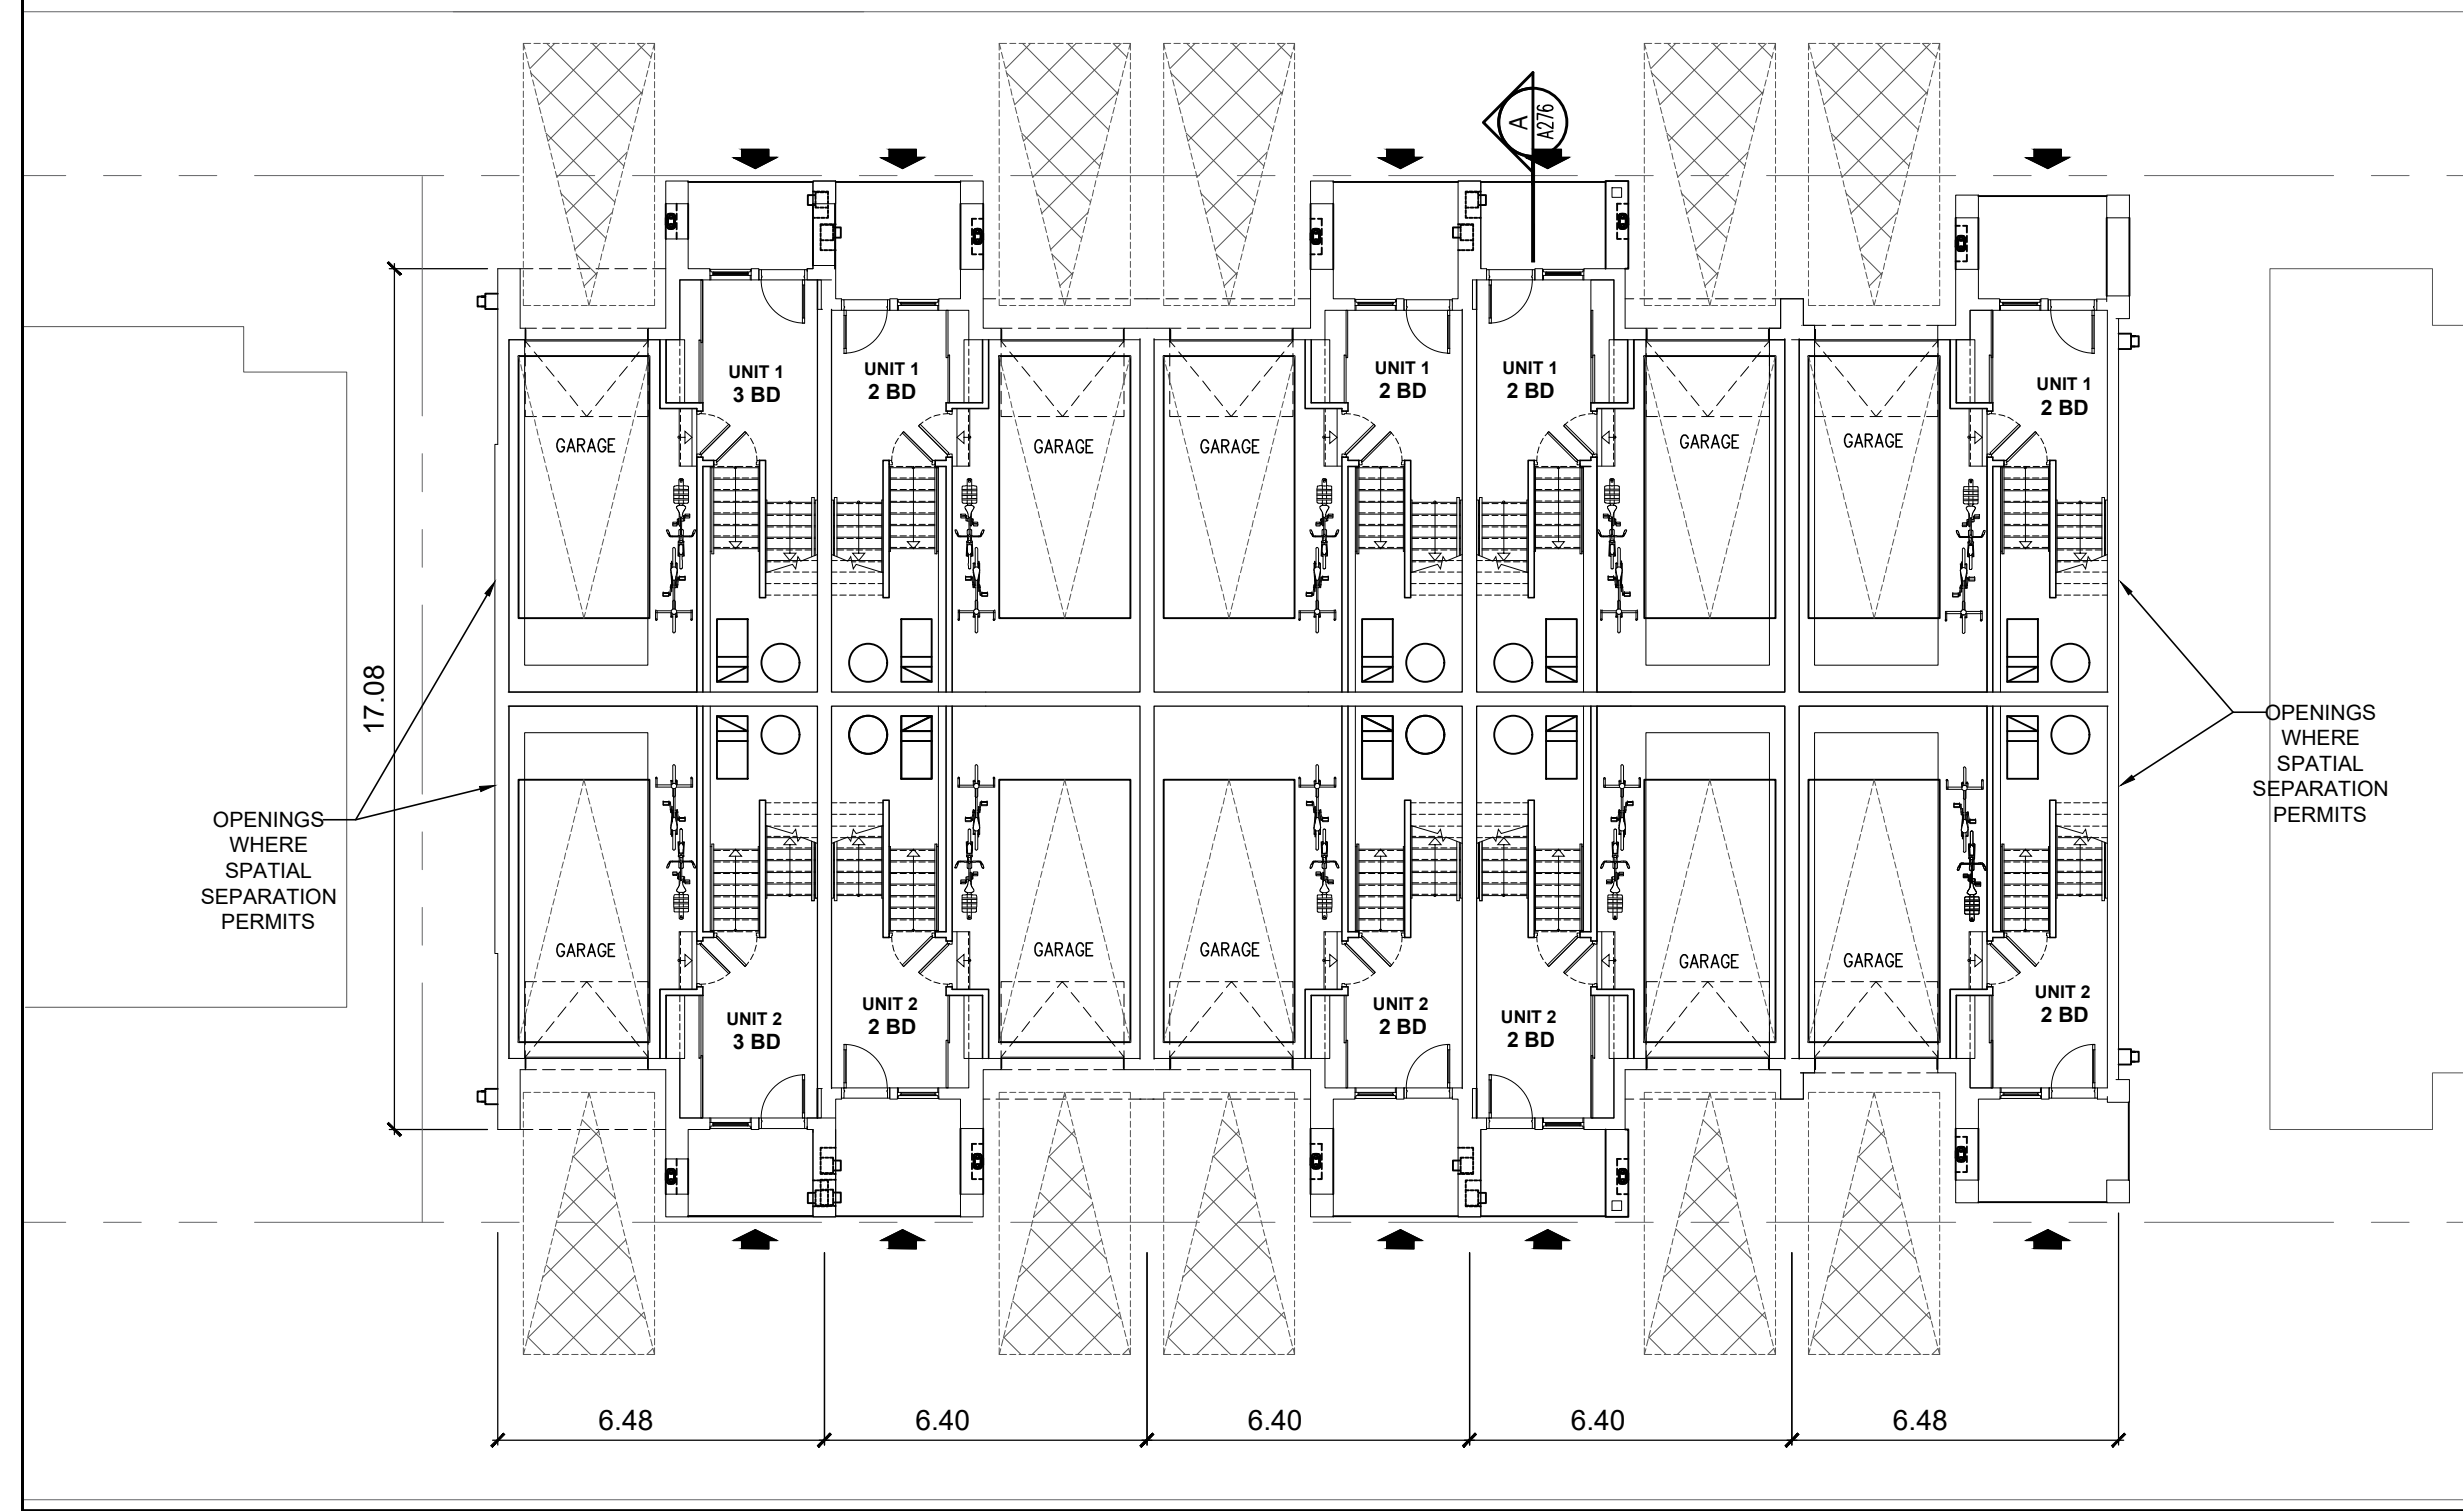 A
A276
UNIT 1
3 BD
UNIT 1
2 BD
UNIT 1
2 BD
UNIT 1
2 BD
UNIT 1
2 BD
GARAGE
GARAGE
GARAGE
GARAGE
GARAGE
17.08
OPENINGS
WHERE
SPATIAL
SEPARATION
PERMITS
OPENINGS
WHERE
SPATIAL
SEPARATION
PERMITS
GARAGE
GARAGE
GARAGE
GARAGE
GARAGE
UNIT 2
3 BD
UNIT 2
2 BD
UNIT 2
2 BD
UNIT 2
2 BD
UNIT 2
2 BD
6.48
6.40
6.40
6.40
6.48